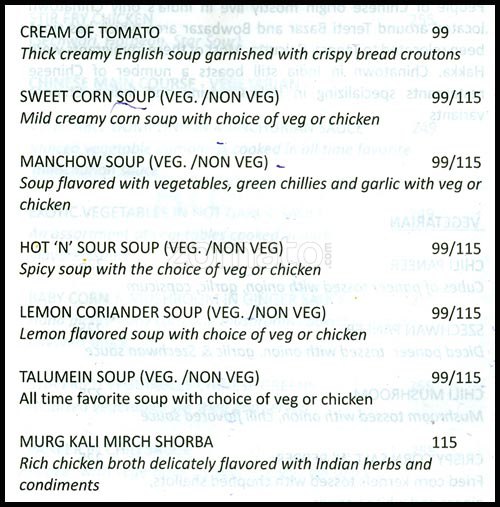 CREAM OF TOMATO 99
Thick creamy English soup garnished with crispy bread croutons
SWEET CORN SOUP (VEG. /NON VEG) 99/115
Mild creamy corn soup with choice of veg or chicken
MANCHOW SOUP (VEG. /NON VEG) 99/115
Soup flavored with vegetables, green chillies and garlic with veg or
chicken
HOT ‘N’ SOUR SOUP (VEG. /NON VEG) 99/115
Spicy soup with the choice of veg or chicken
LEMON CORIANDER SOUP (VEG. /NON VEG) 99/115
Lemon flavored soup with choice of veg or chicken
TALUMEIN SOUP (VEG. /NON VEG) 99/115
All time favorite soup with choice of veg or chicken
MURG KALI MIRCH SHORBA 115
Rich chicken broth delicately flavored with Indian herbs and
condiments
zomato.com